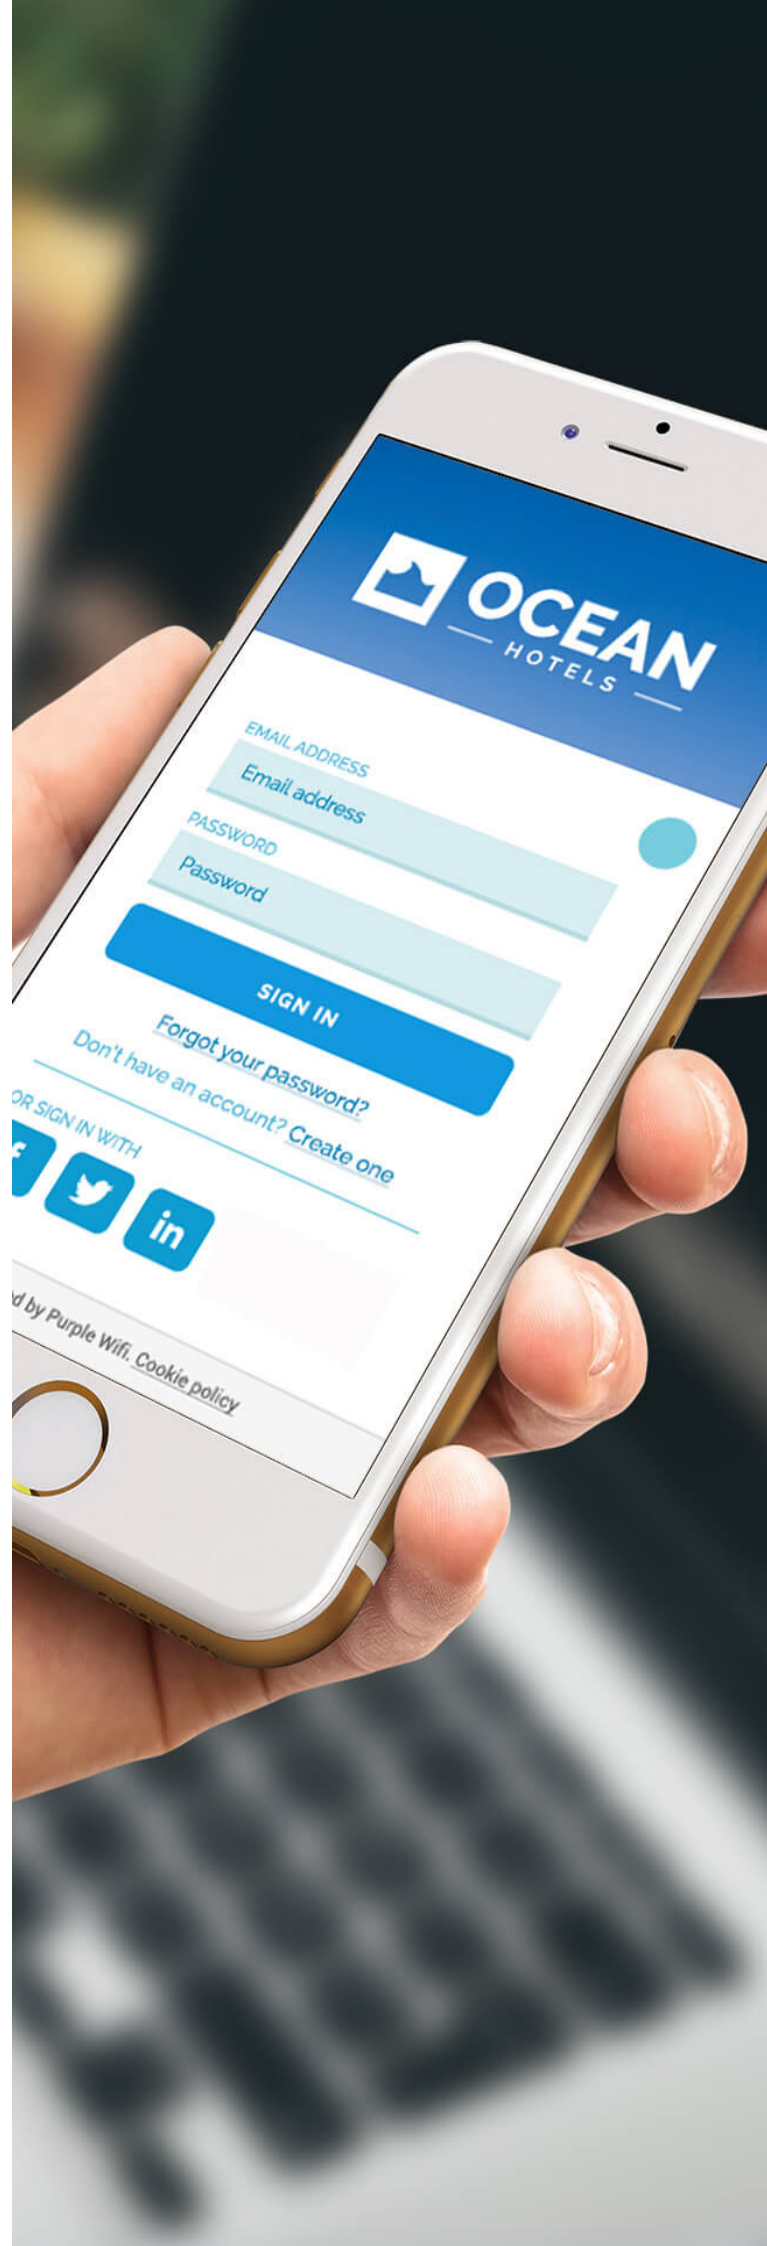 OCEAN
HOTELS
EMAIL ADDRESS
Email address
PASSWORD
Password
SIGN IN
Forgot your password?
Don't have an account? Create one
OR SIGN IN WITH
in
by Purple Wifi. Cookie policy